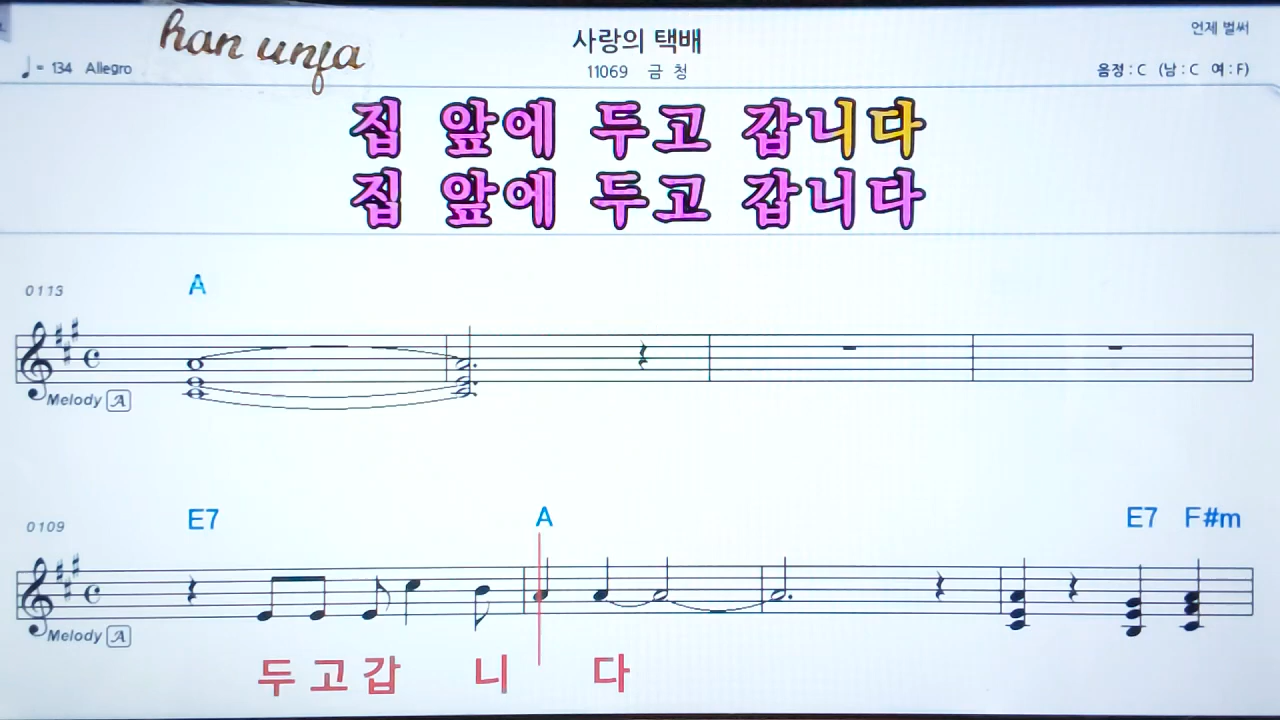 han unfa
사랑의 택배
언제 벌써
♩= 134 Allegro
11069 금 청
음정 : C (남 : C 여 : F)
집 앞에 두고 갑니다
집 앞에 두고 갑니다
0113
A
Melody A
0109
E7 A E7 F#m
Melody A
두 고 갑 니 다